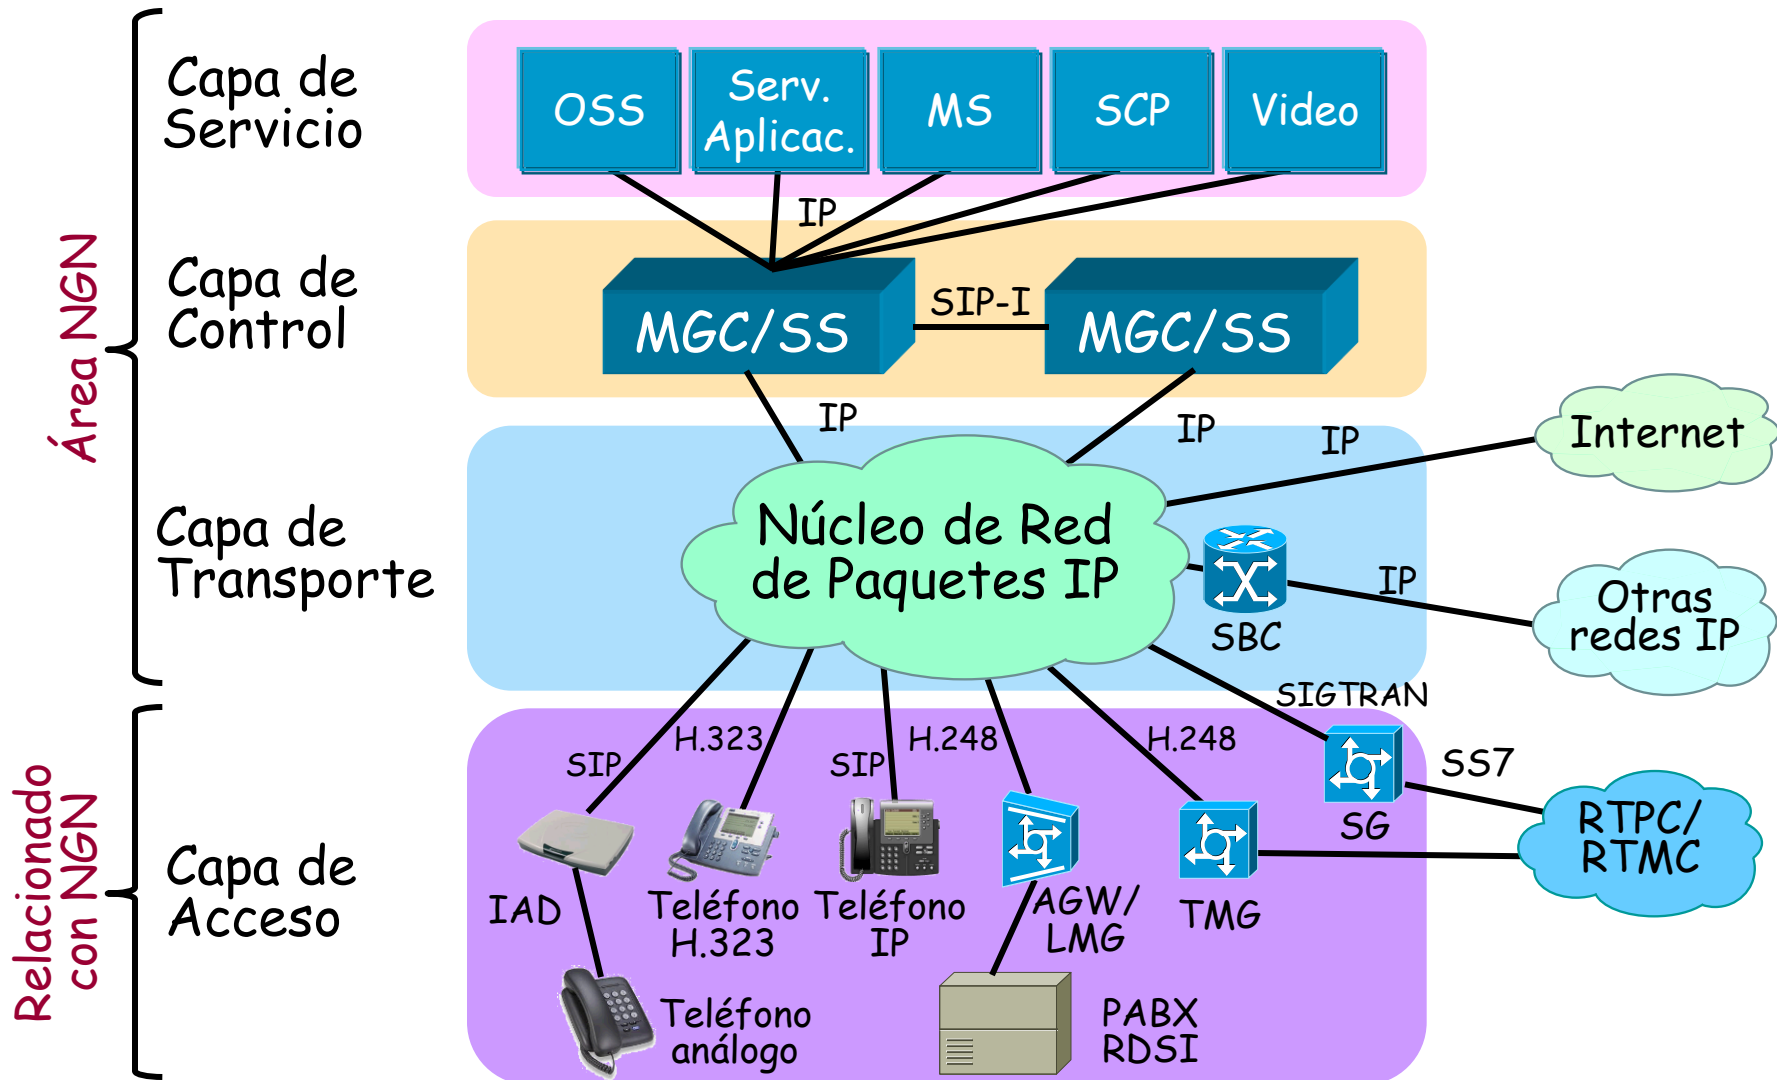 Capa de
Servicio
OSS
Serv.
Aplicac.
MS
SCP
Video
IP
Área NGN
Capa de
Control
MGC/SS
SIP-I
MGC/SS
IP
IP
IP
Internet
Capa de
Transporte
Núcleo de Red
de Paquetes IP
SBC
IP
Otras
redes IP
SIGTRAN
Relacionado
con NGN
Capa de
Acceso
SIP
H.323
SIP
H.248
H.248
SS7
SG
RTPC/
RTMC
IAD
Teléfono
H.323
Teléfono
IP
AGW/
LMG
TMG
Teléfono
análogo
PABX
RDSI